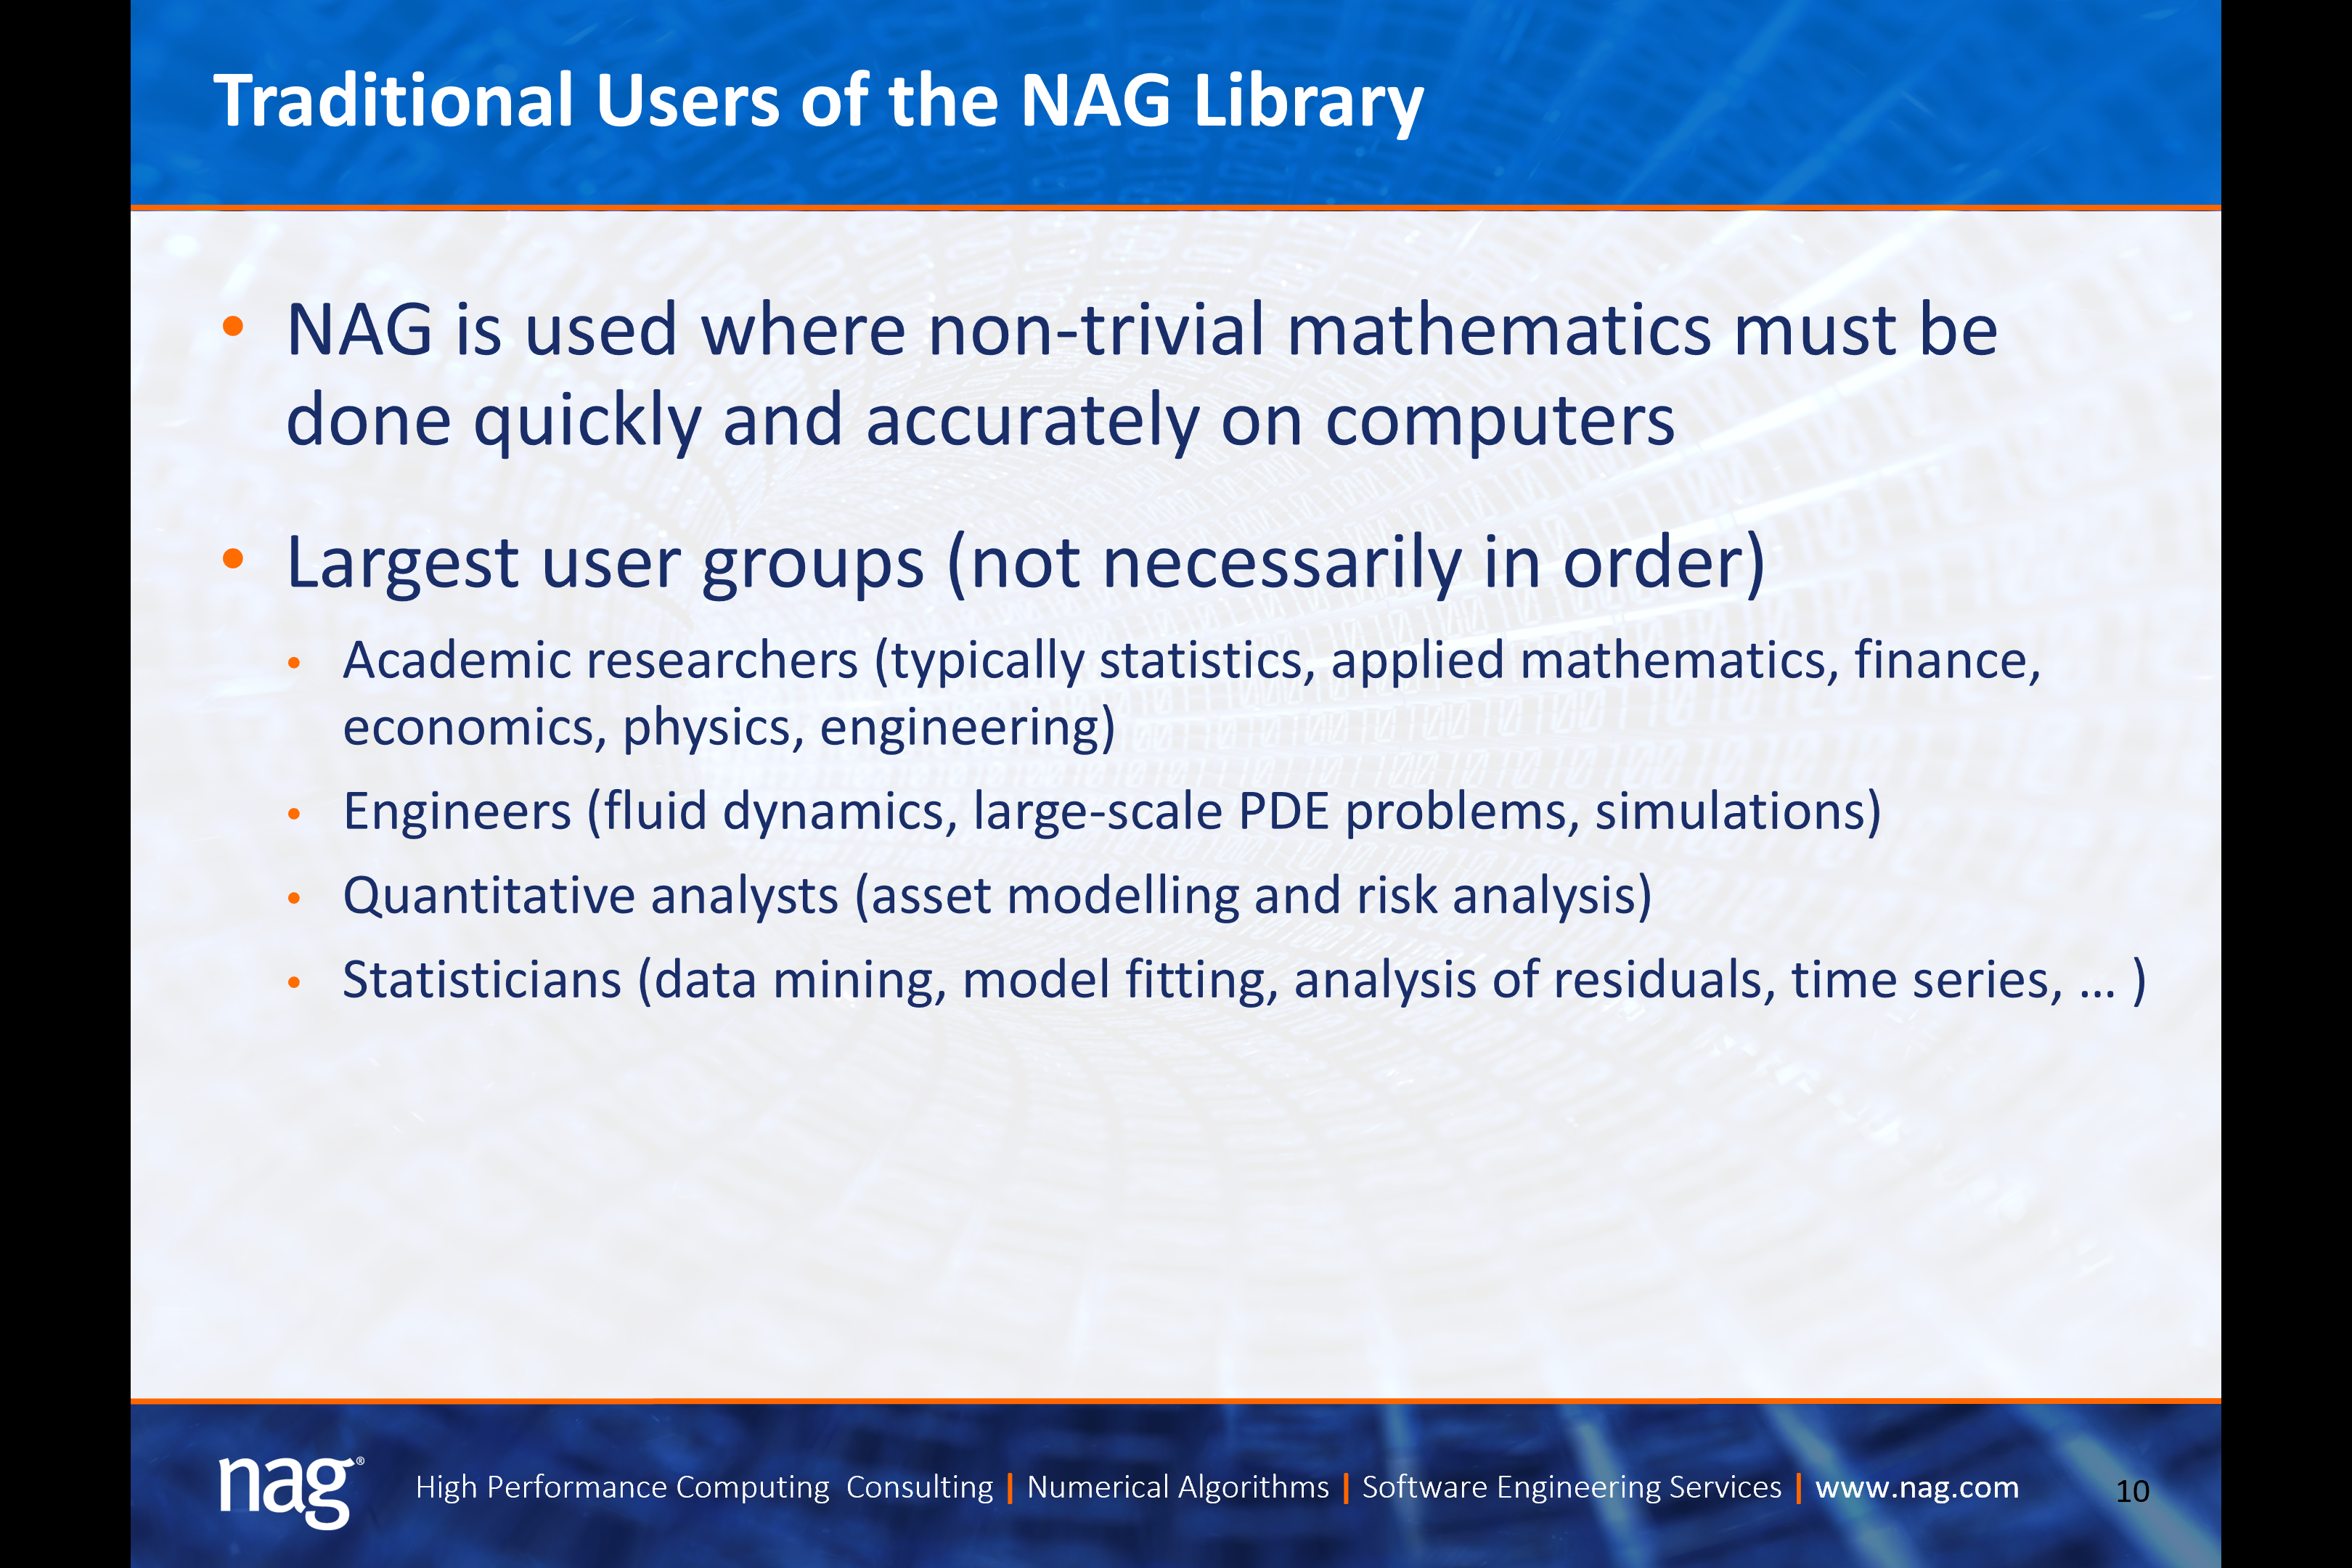 Traditional Users of the NAG Library
• NAG is used where non-trivial mathematics must be
done quickly and accurately on computers
• Largest user groups (not necessarily in order)
• Academic researchers (typically statistics, applied mathematics, finance,
economics, physics, engineering)
• Engineers (fluid dynamics, large-scale PDE problems, simulations)
• Quantitative analysts (asset modelling and risk analysis)
• Statisticians (data mining, model fitting, analysis of residuals, time series, … )
nag®
High Performance Computing  Consulting | Numerical Algorithms | Software Engineering Services | www.nag.com
10